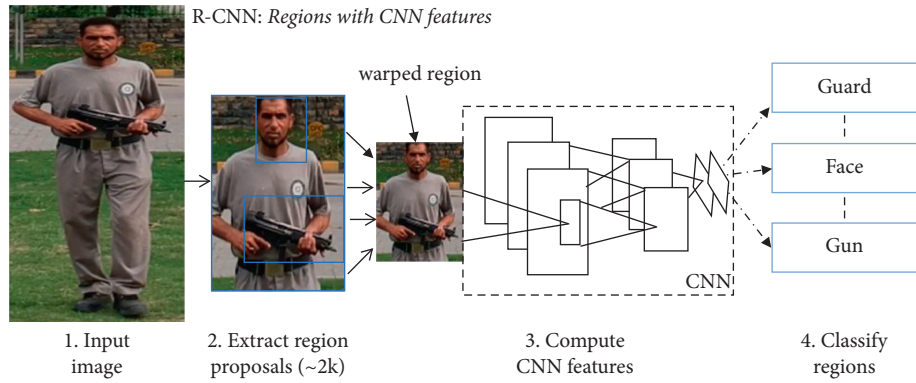 R-CNN: Regions with CNN features
warped region
Guard
Face
Gun
CNN
1. Input
image
2. Extract region
proposals (~2k)
3. Compute
CNN features
4. Classify
regions